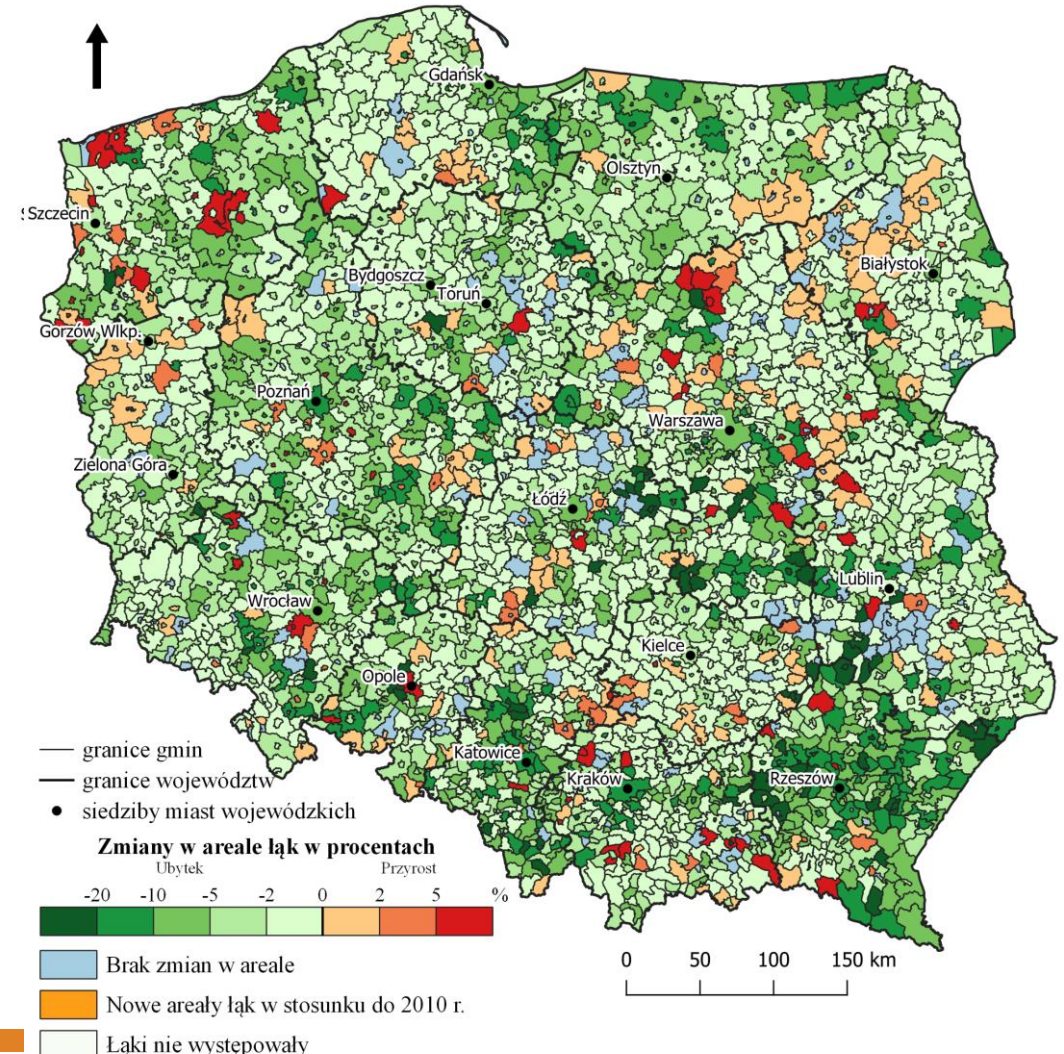 Gdańsk
Olsztyn
: Szczecin
Białystok
Bydgoszcz
Toruń
Gorzów Wlkp.
Poznań
Warszawa
Zielona Góra
Łódź
Lublin
Wrocław
Kielce
Opole
Katowice
Kraków
Rzeszów
granice gmin
granice województw
siedziby miast wojewódzkich
Zmiany w areale łąk w procentach
Ubytek Przyrost
-20 -10 -5 -2 0 2 5 %
Brak zmian w areale
Nowe areały łąk w stosunku do 2010 r.
Łąki nie występowały
0 50 100 150 km